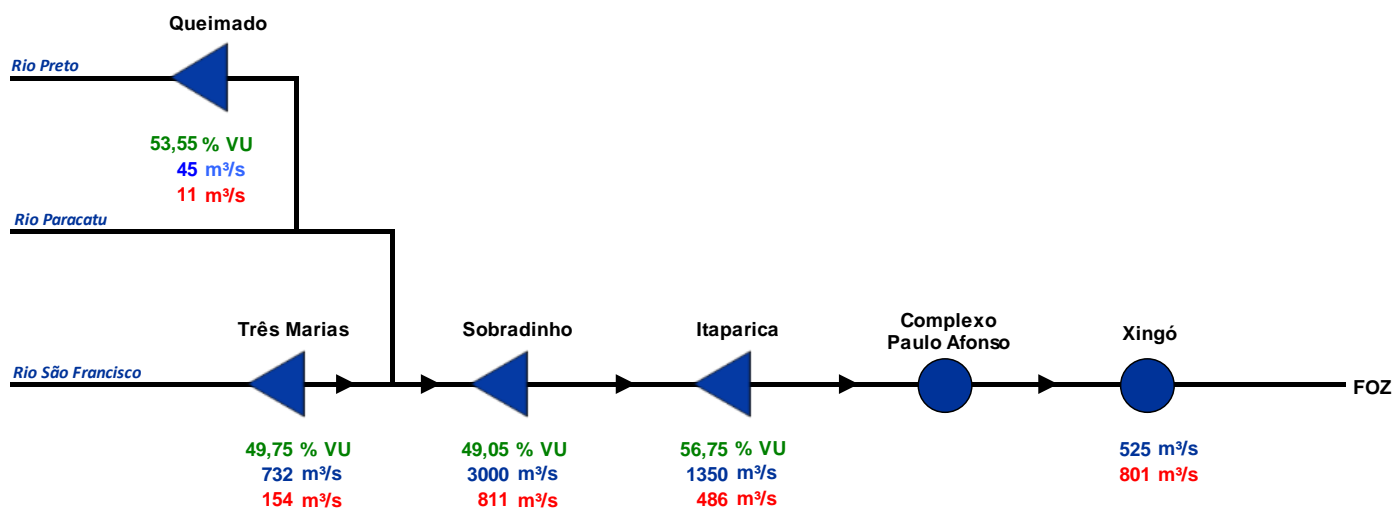 Queimado
Rio Preto
53,55 % VU
45 m³/s
11 m³/s
Rio Paracatu
Três Marias
Sobradinho
Itaparica
Complexo
Paulo Afonso
Xingó
Rio São Francisco
FOZ
49,75 % VU
732 m³/s
154 m³/s
49,05 % VU
3000 m³/s
811 m³/s
56,75 % VU
1350 m³/s
486 m³/s
525 m³/s
801 m³/s